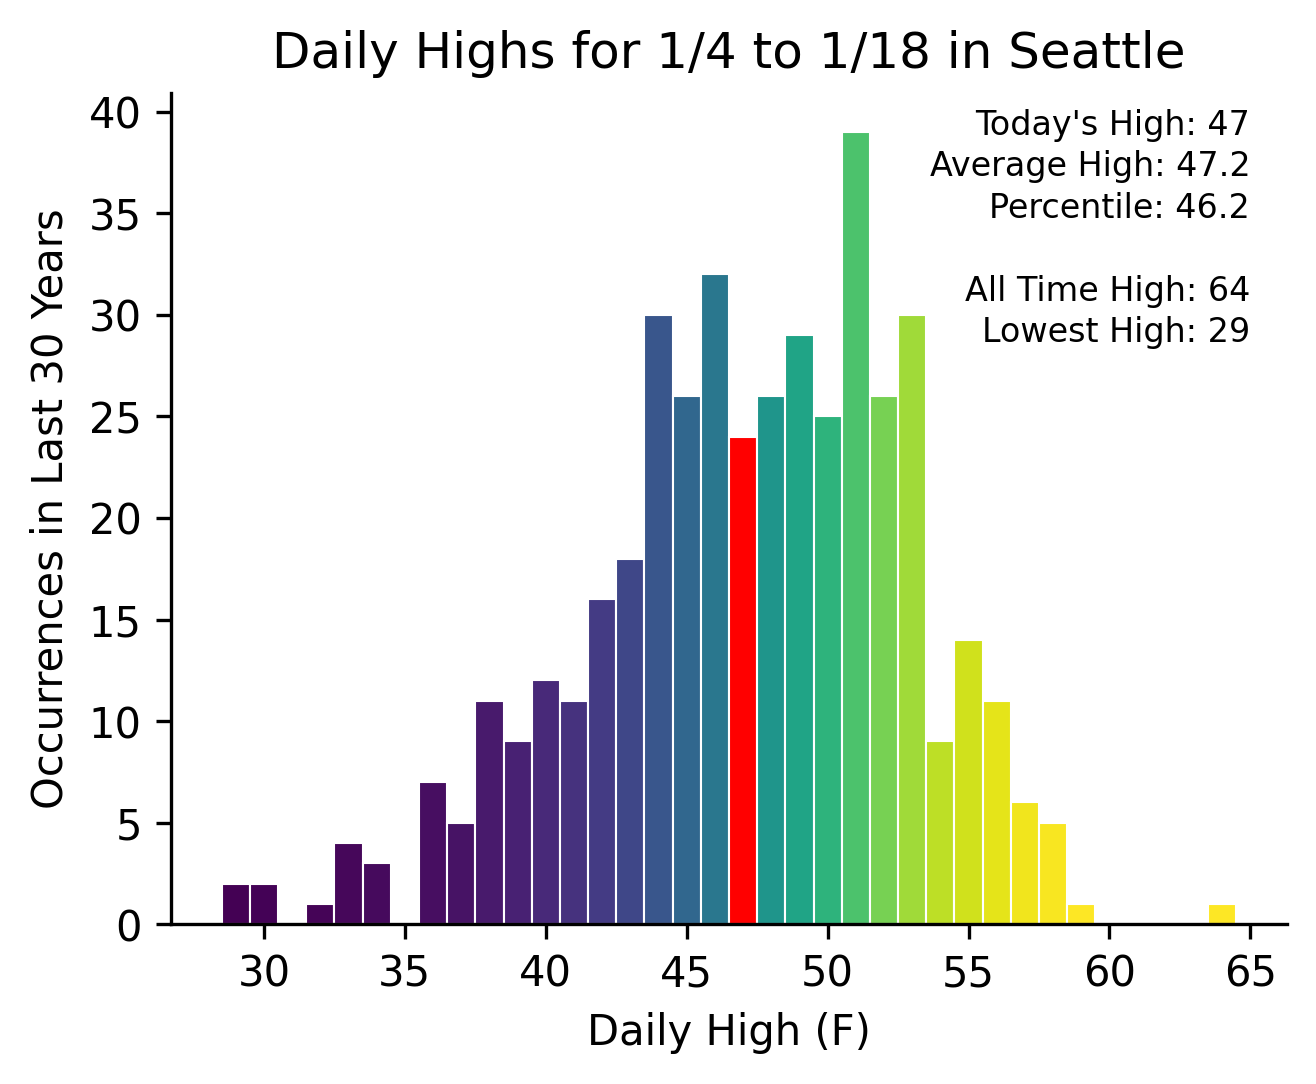 Daily Highs for 1/4 to 1/18 in Seattle
Today's High: 47
Average High: 47.2
Percentile: 46.2
All Time High: 64
Lowest High: 29
Occurrences in Last 30 Years
40
35
30
25
20
15
10
5
0
30 35 40 45 50 55 60 65
Daily High (F)